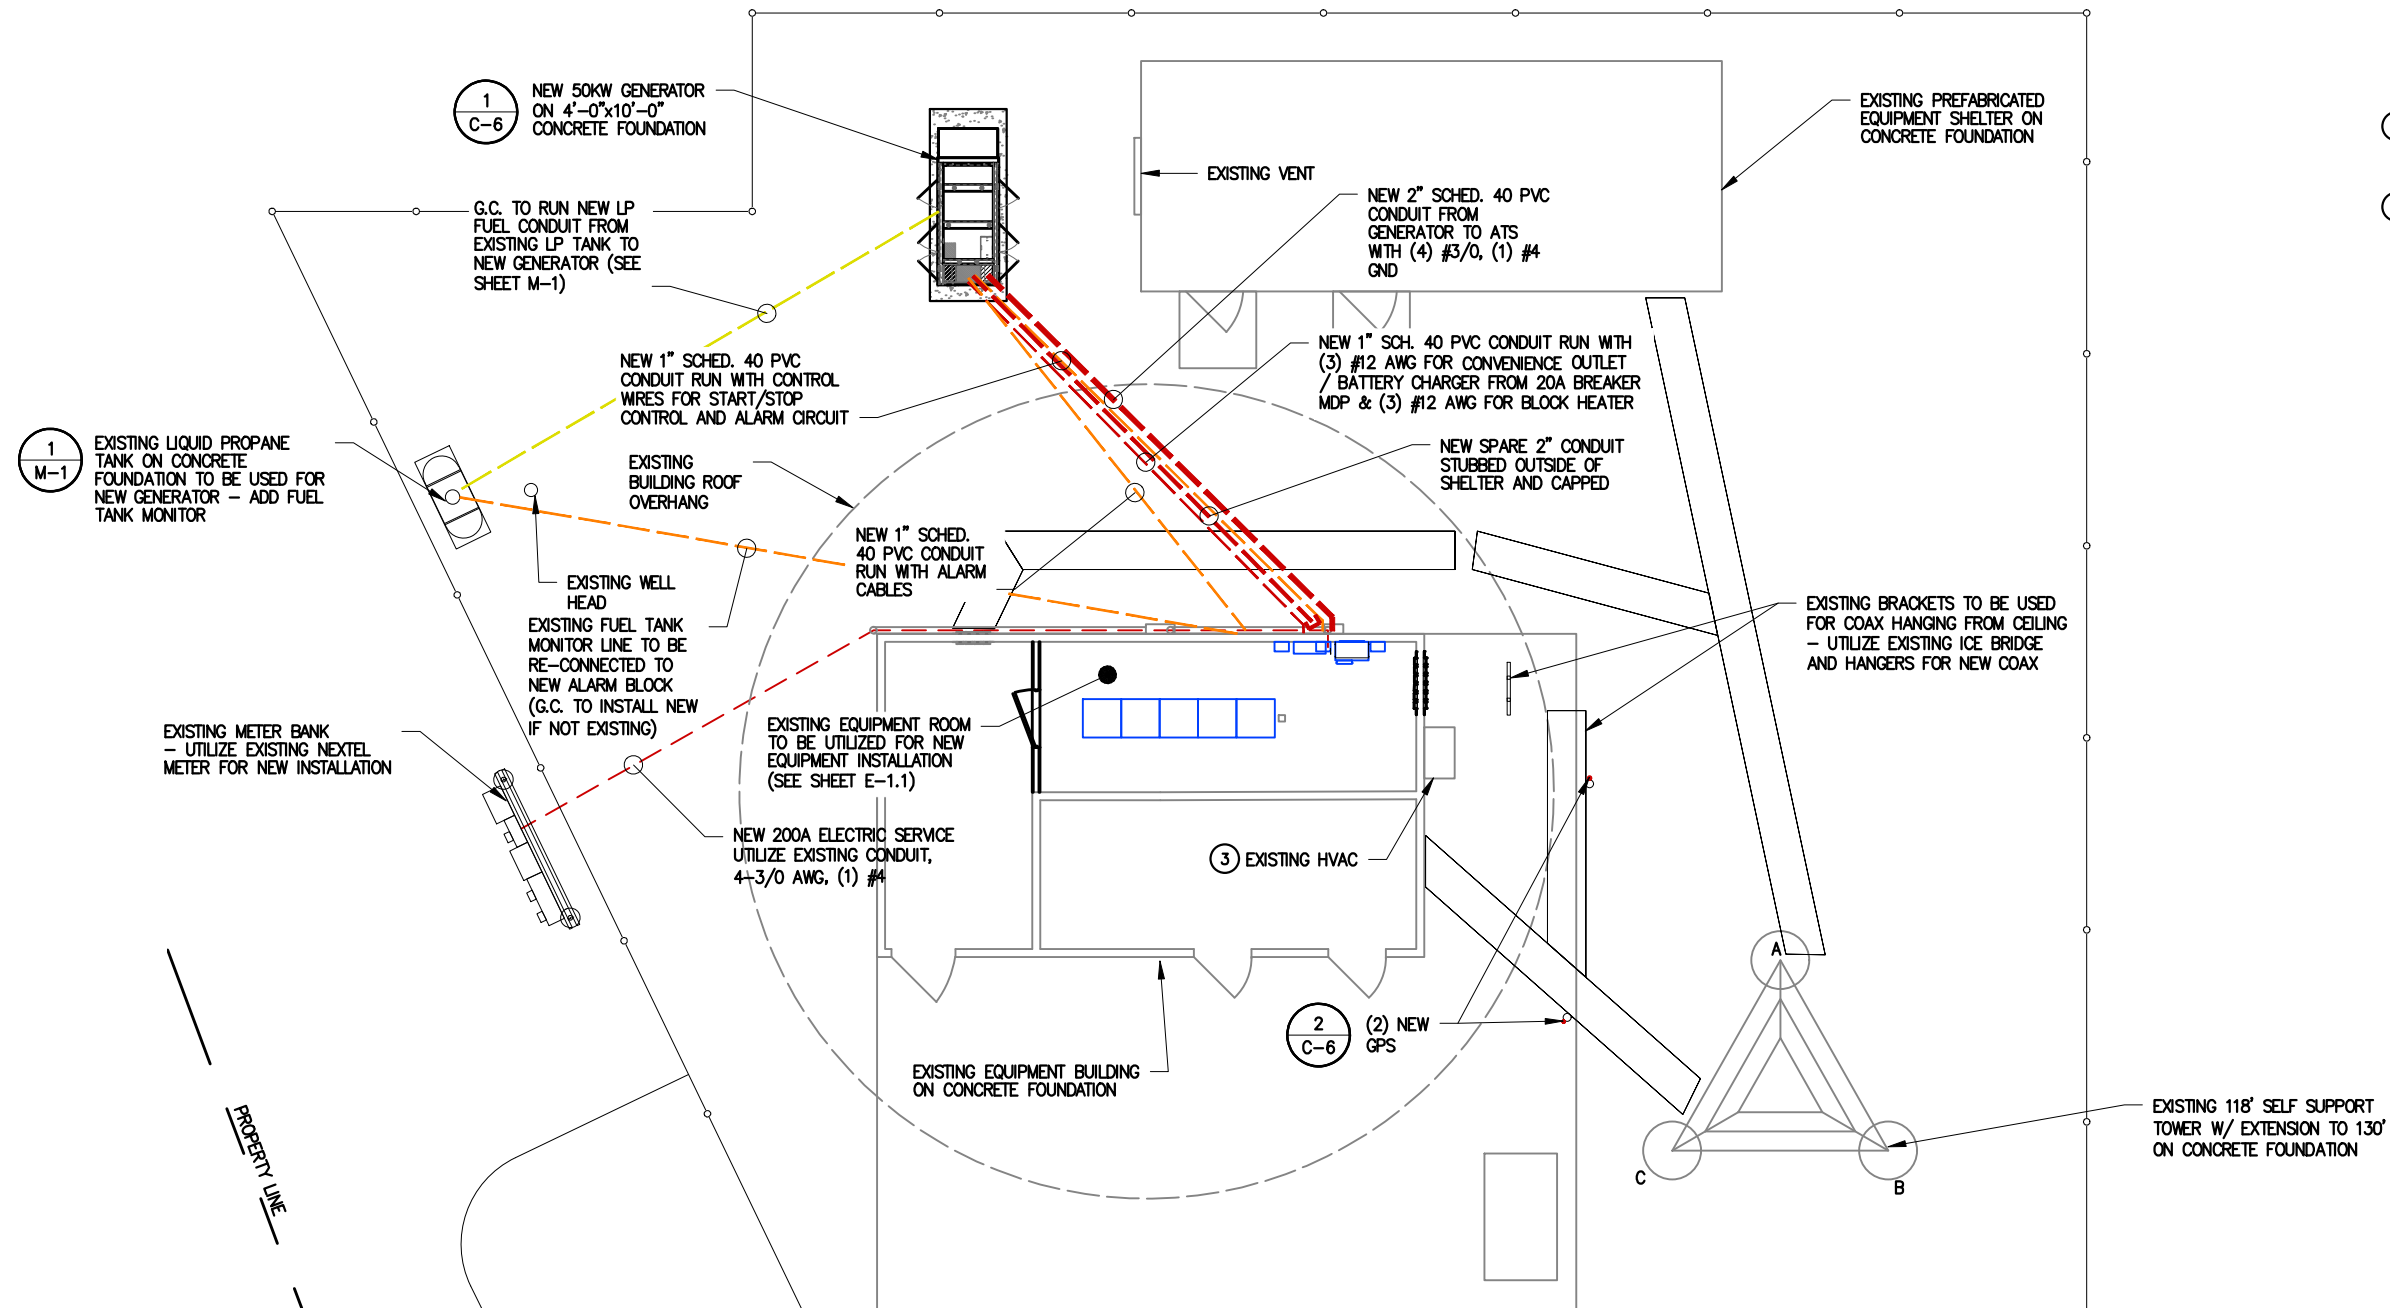 1
C-6
NEW 50KW GENERATOR
ON 4'-0"x10'-0"
CONCRETE FOUNDATION
EXISTING PREFABRICATED
EQUIPMENT SHELTER ON
CONCRETE FOUNDATION
EXISTING VENT
G.C. TO RUN NEW LP
FUEL CONDUIT FROM
EXISTING LP TANK TO
NEW GENERATOR (SEE
SHEET M-1)
NEW 2" SCHED. 40 PVC
CONDUIT FROM
GENERATOR TO ATS
WITH (4) #3/0, (1) #4
GND
NEW 1" SCHED. 40 PVC
CONDUIT RUN WITH CONTROL
WIRES FOR START/STOP
CONTROL AND ALARM CIRCUIT
NEW 1" SCH. 40 PVC CONDUIT RUN WITH
(3) #12 AWG FOR CONVENIENCE OUTLET
/ BATTERY CHARGER FROM 20A BREAKER
MDP & (3) #12 AWG FOR BLOCK HEATER
1
M-1
EXISTING LIQUID PROPANE
TANK ON CONCRETE
FOUNDATION TO BE USED FOR
NEW GENERATOR - ADD FUEL
TANK MONITOR
EXISTING
BUILDING ROOF
OVERHANG
NEW SPARE 2" CONDUIT
STUBBED OUTSIDE OF
SHELTER AND CAPPED
NEW 1" SCHED.
40 PVC CONDUIT
RUN WITH ALARM
CABLES
EXISTING WELL
HEAD
EXISTING FUEL TANK
MONITOR LINE TO BE
RE-CONNECTED TO
NEW ALARM BLOCK
(G.C. TO INSTALL NEW
IF NOT EXISTING)
EXISTING BRACKETS TO BE USED
FOR COAX HANGING FROM CEILING
- UTILIZE EXISTING ICE BRIDGE
AND HANGERS FOR NEW COAX
EXISTING METER BANK
- UTILIZE EXISTING NEXTEL
METER FOR NEW INSTALLATION
EXISTING EQUIPMENT ROOM
TO BE UTILIZED FOR NEW
EQUIPMENT INSTALLATION
(SEE SHEET E-1.1)
NEW 200A ELECTRIC SERVICE
UTILIZE EXISTING CONDUIT,
4-3/0 AWG, (1) #4
3 EXISTING HVAC
A
2
C-6
(2) NEW
GPS
EXISTING EQUIPMENT BUILDING
ON CONCRETE FOUNDATION
PROPERTY LINE
EXISTING 118' SELF SUPPORT
TOWER W/ EXTENSION TO 130'
ON CONCRETE FOUNDATION
C
B